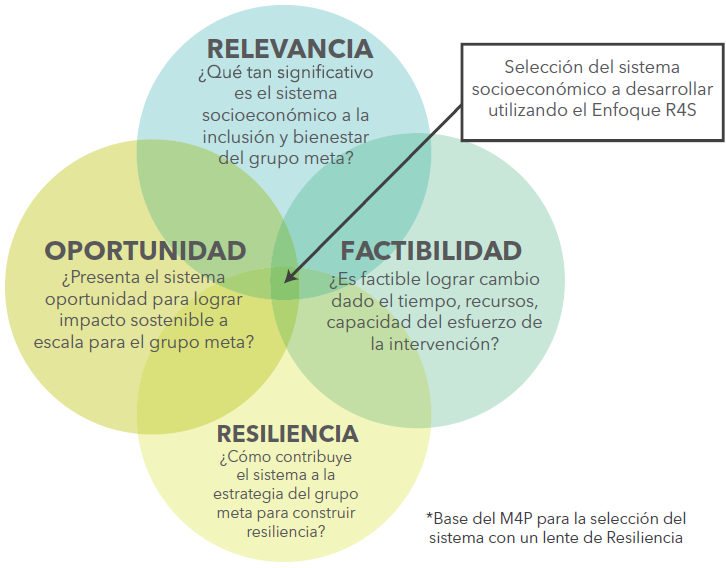 RELEVANCIA
¿Qué tan significativo
es el sistema
socioeconómico a la
inclusión y bienestar
del grupo meta?
Selección del sistema
socioeconómico a desarrollar
utilizando el Enfoque R4S
OPORTUNIDAD
¿Presenta el sistema
oportunidad para lograr
impacto sostenible a
escala para el grupo meta?
FACTIBILIDAD
¿Es factible lograr cambio
dado el tiempo, recursos,
capacidad del esfuerzo de
la intervención?
RESILIENCIA
¿Cómo contribuye
el sistema a la
estrategia del grupo
meta para construir
resiliencia?
*Base del M4P para la selección del
sistema con un lente de Resiliencia